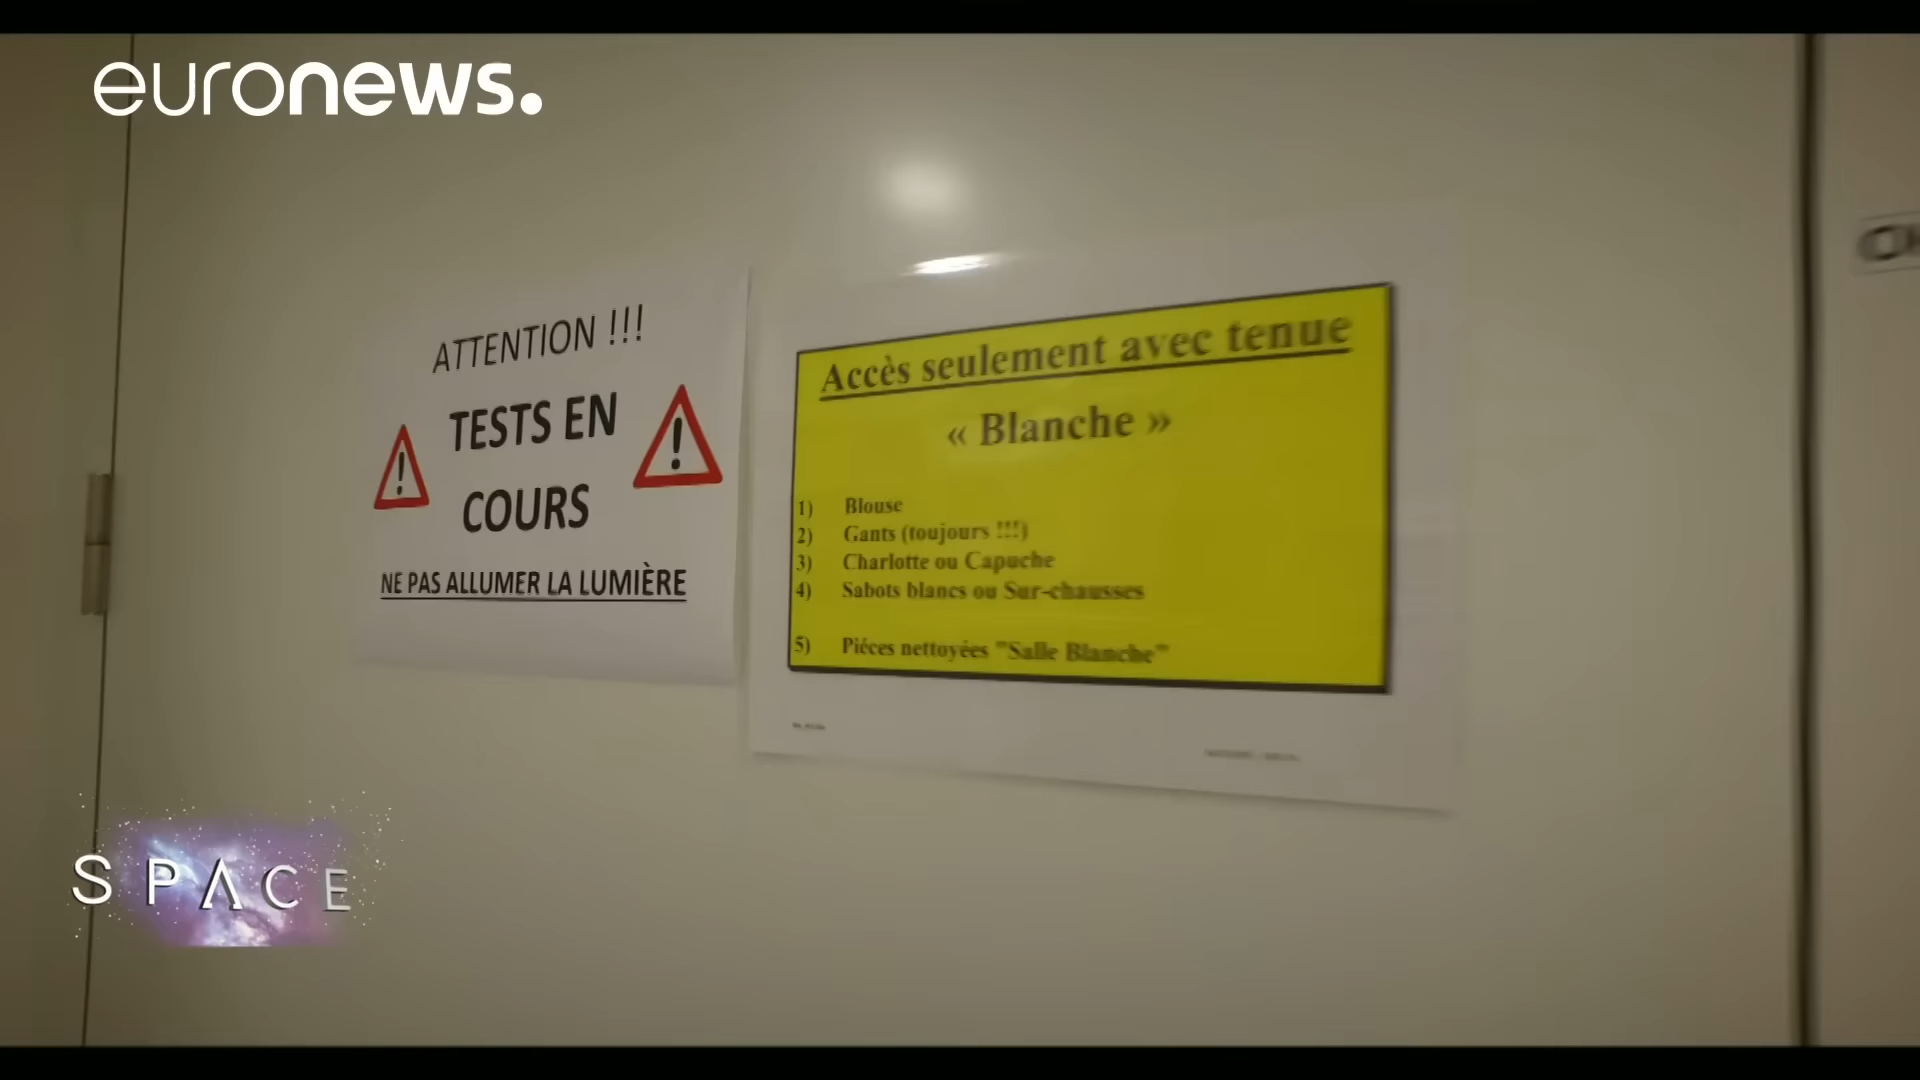 euronews.
ATTENTION !!!
TESTS EN
COURS
NE PAS ALLUMER LA LUMIÈRE
Accès seulement avec tenue
« Blanche »
1) Blouse
2) Gants (toujours !!!)
3) Charlotte ou Capuche
4) Sabots blancs ou Sur-chausses
5) Piéces nettoyées "Salle Blanche"
SPACE